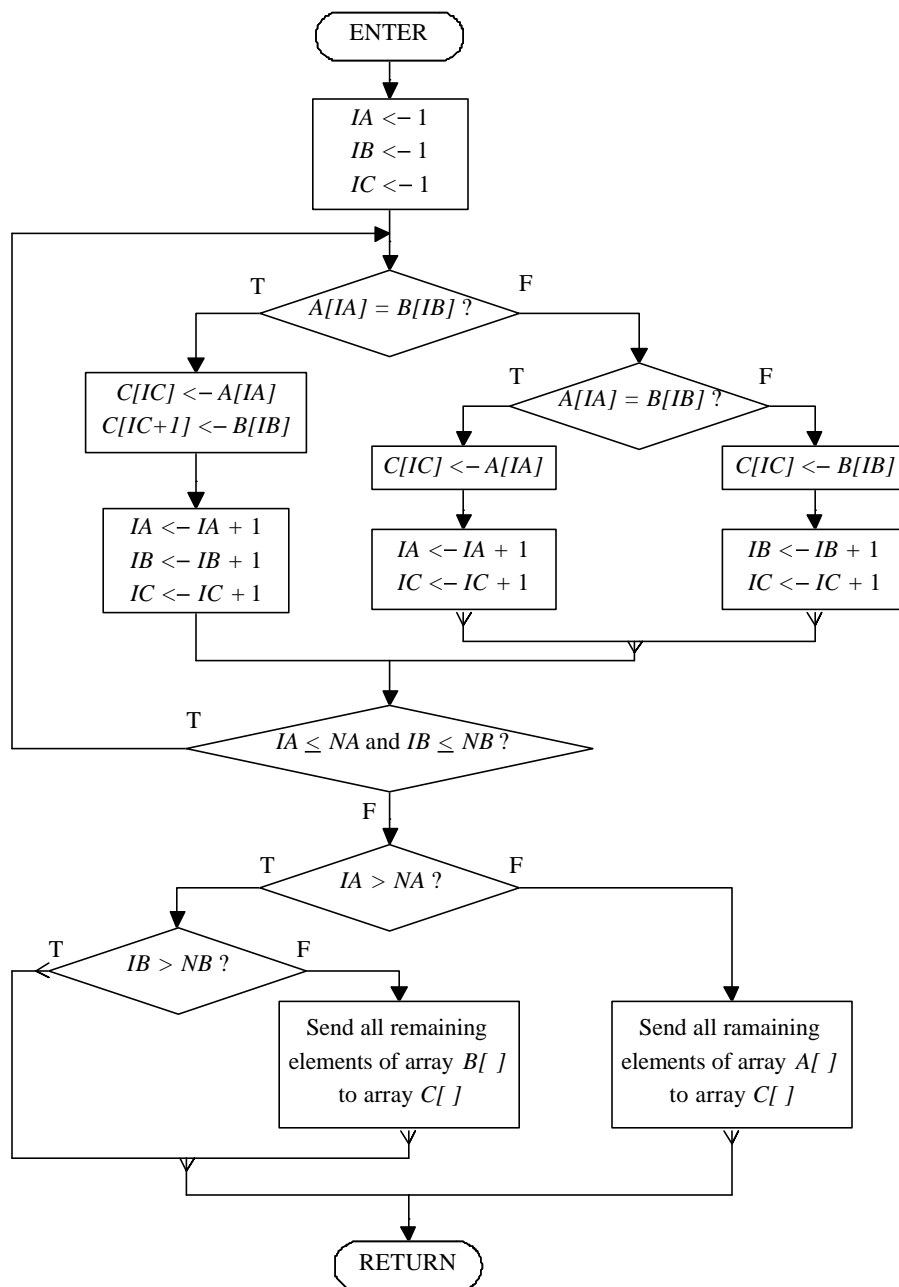 ENTER
IA <– 1
IB <– 1
IC <– 1
T
F
A[IA] = B[IB] ?
C[IC] <– A[IA]
C[IC+1] <– B[IB]
T
F
A[IA] = B[IB] ?
C[IC] <– A[IA]
C[IC] <– B[IB]
IA <– IA + 1
IB <– IB + 1
IC <– IC + 1
IA <– IA + 1
IC <– IC + 1
IB <– IB + 1
IC <– IC + 1
T
IA ≤ NA and IB ≤ NB ?
F
T
F
IA > NA ?
T
F
IB > NB ?
Send all remaining
elements of array B[ ]
to array C[ ]
Send all ramaining
elements of array A[ ]
to array C[ ]
RETURN